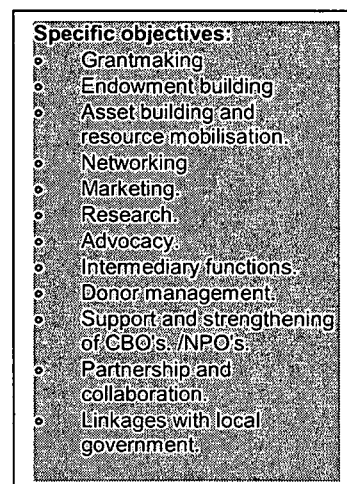 Specific objectives:
• Grantmaking
• Endowment building
• Asset building and
resource mobilisation.
• Networking
• Marketing.
• Research.
• Advocacy.
• Intermediary functions.
• Donor management.
• Support and strengthening
of CBO's. /NPO's.
• Partnership and
collaboration.
• Linkages with local
government.